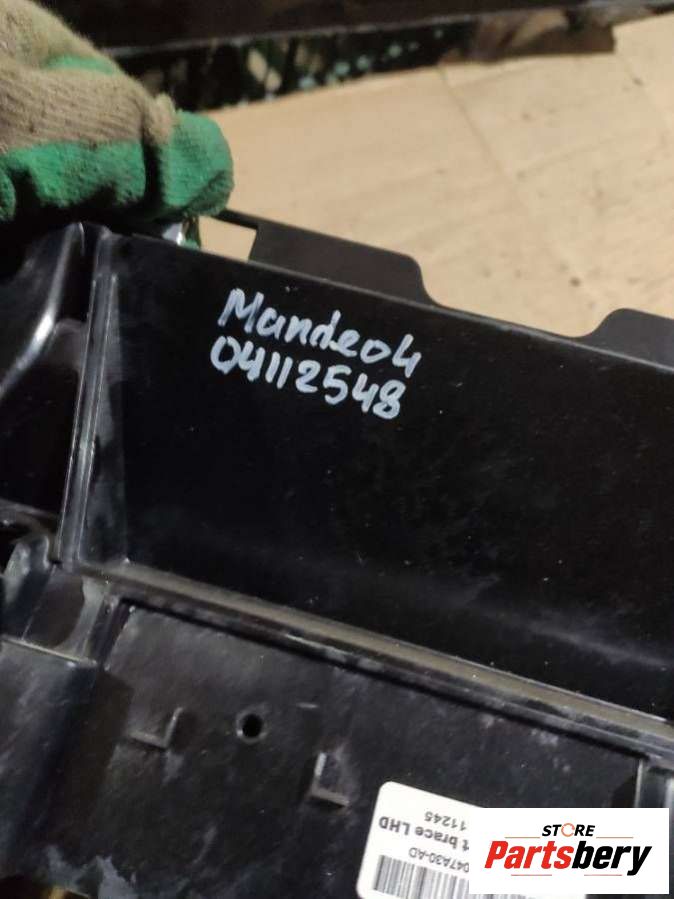 Mandeo4
04112548
047A30-AD
t brace LHD
11245
STORE
Partsbery